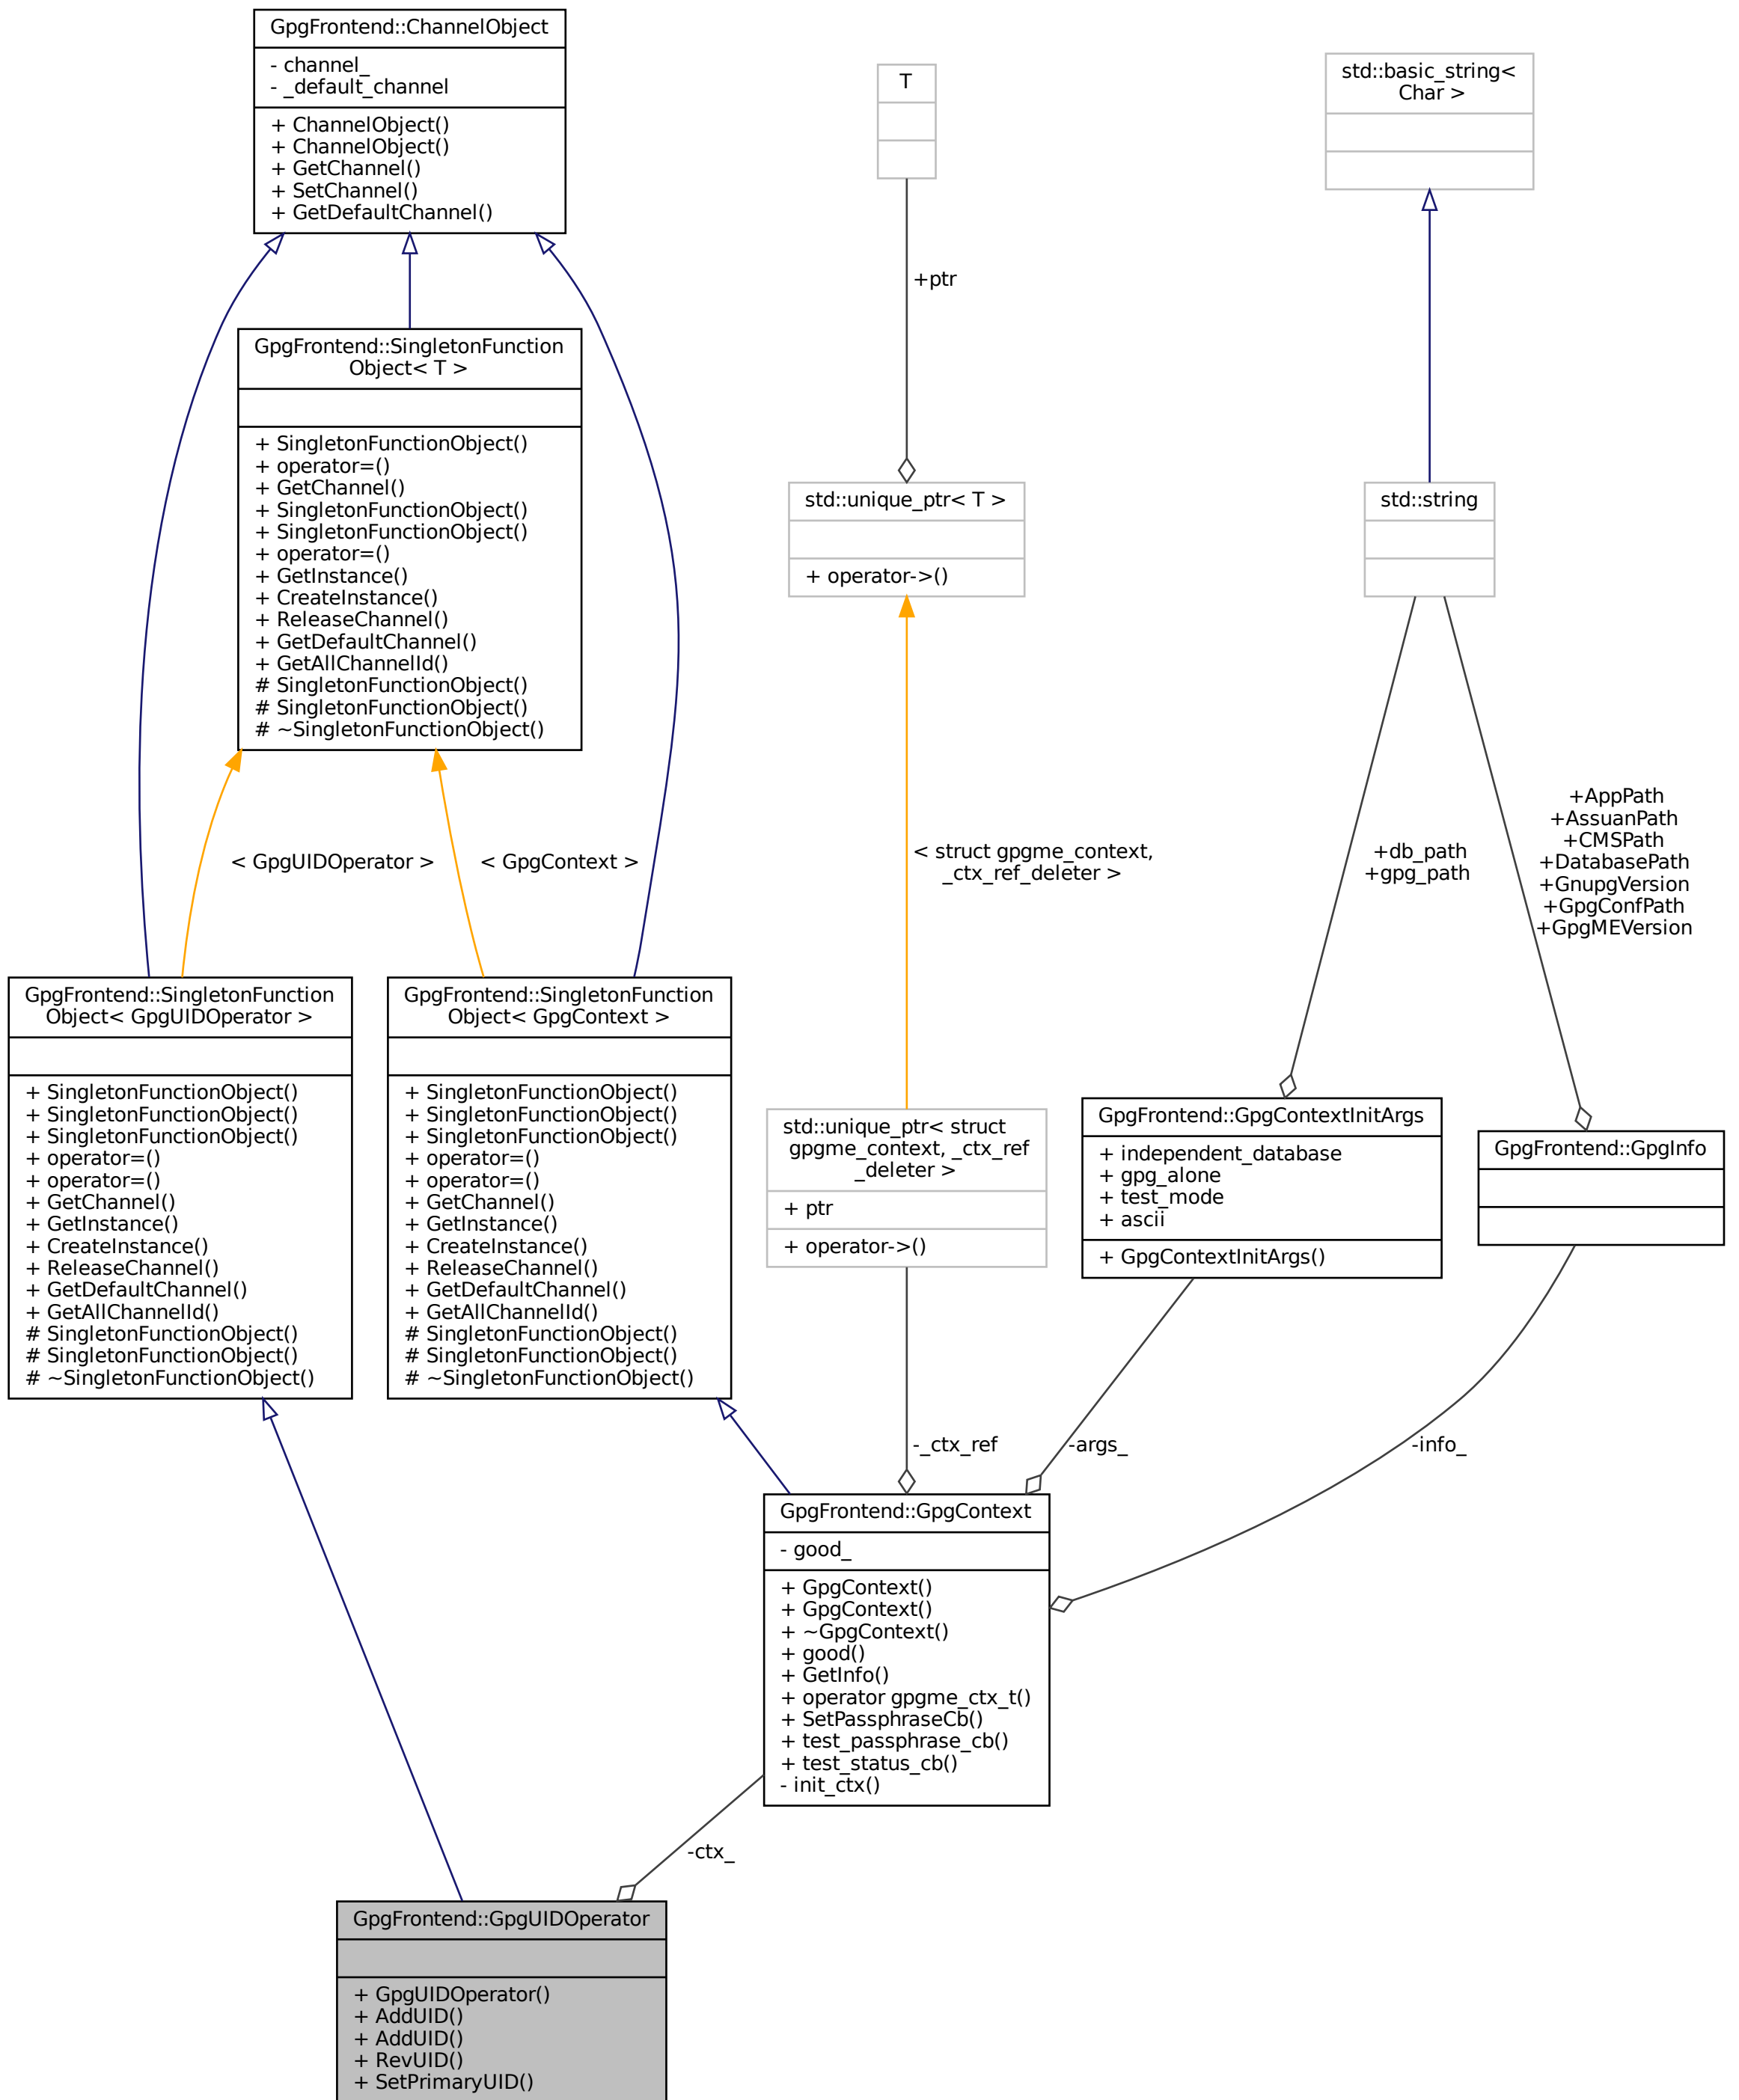 GpgFrontend::ChannelObject
- channel_
- _default_channel
+ ChannelObject()
+ ChannelObject()
+ GetChannel()
+ SetChannel()
+ GetDefaultChannel()
T
std::basic_string<
Char >
+ptr
GpgFrontend::SingletonFunction
Object< T >
+ SingletonFunctionObject()
+ operator=()
+ GetChannel()
+ SingletonFunctionObject()
+ SingletonFunctionObject()
+ operator=()
+ GetInstance()
+ CreateInstance()
+ ReleaseChannel()
+ GetDefaultChannel()
+ GetAllChannelId()
# SingletonFunctionObject()
# SingletonFunctionObject()
# ~SingletonFunctionObject()
std::unique_ptr< T >
+ operator->()
std::string
< GpgUIDOperator >
< GpgContext >
< struct gpgme_context,
_ctx_ref_deleter >
+db_path
+gpg_path
+AppPath
+AssuanPath
+CMSPath
+DatabasePath
+GnupgVersion
+GpgConfPath
+GpgMEVersion
GpgFrontend::SingletonFunction
Object< GpgUIDOperator >
+ SingletonFunctionObject()
+ SingletonFunctionObject()
+ SingletonFunctionObject()
+ operator=()
+ operator=()
+ GetChannel()
+ GetInstance()
+ CreateInstance()
+ ReleaseChannel()
+ GetDefaultChannel()
+ GetAllChannelId()
# SingletonFunctionObject()
# SingletonFunctionObject()
# ~SingletonFunctionObject()
GpgFrontend::SingletonFunction
Object< GpgContext >
+ SingletonFunctionObject()
+ SingletonFunctionObject()
+ SingletonFunctionObject()
+ operator=()
+ operator=()
+ GetChannel()
+ GetInstance()
+ CreateInstance()
+ ReleaseChannel()
+ GetDefaultChannel()
+ GetAllChannelId()
# SingletonFunctionObject()
# SingletonFunctionObject()
# ~SingletonFunctionObject()
std::unique_ptr< struct
gpgme_context, _ctx_ref
_deleter >
+ ptr
+ operator->()
GpgFrontend::GpgContextInitArgs
+ independent_database
+ gpg_alone
+ test_mode
+ ascii
+ GpgContextInitArgs()
GpgFrontend::GpgInfo
-_ctx_ref
-args_
-info_
GpgFrontend::GpgContext
- good_
+ GpgContext()
+ GpgContext()
+ ~GpgContext()
+ good()
+ GetInfo()
+ operator gpgme_ctx_t()
+ SetPassphraseCb()
+ test_passphrase_cb()
+ test_status_cb()
- init_ctx()
-ctx_
GpgFrontend::GpgUIDOperator
+ GpgUIDOperator()
+ AddUID()
+ AddUID()
+ RevUID()
+ SetPrimaryUID()